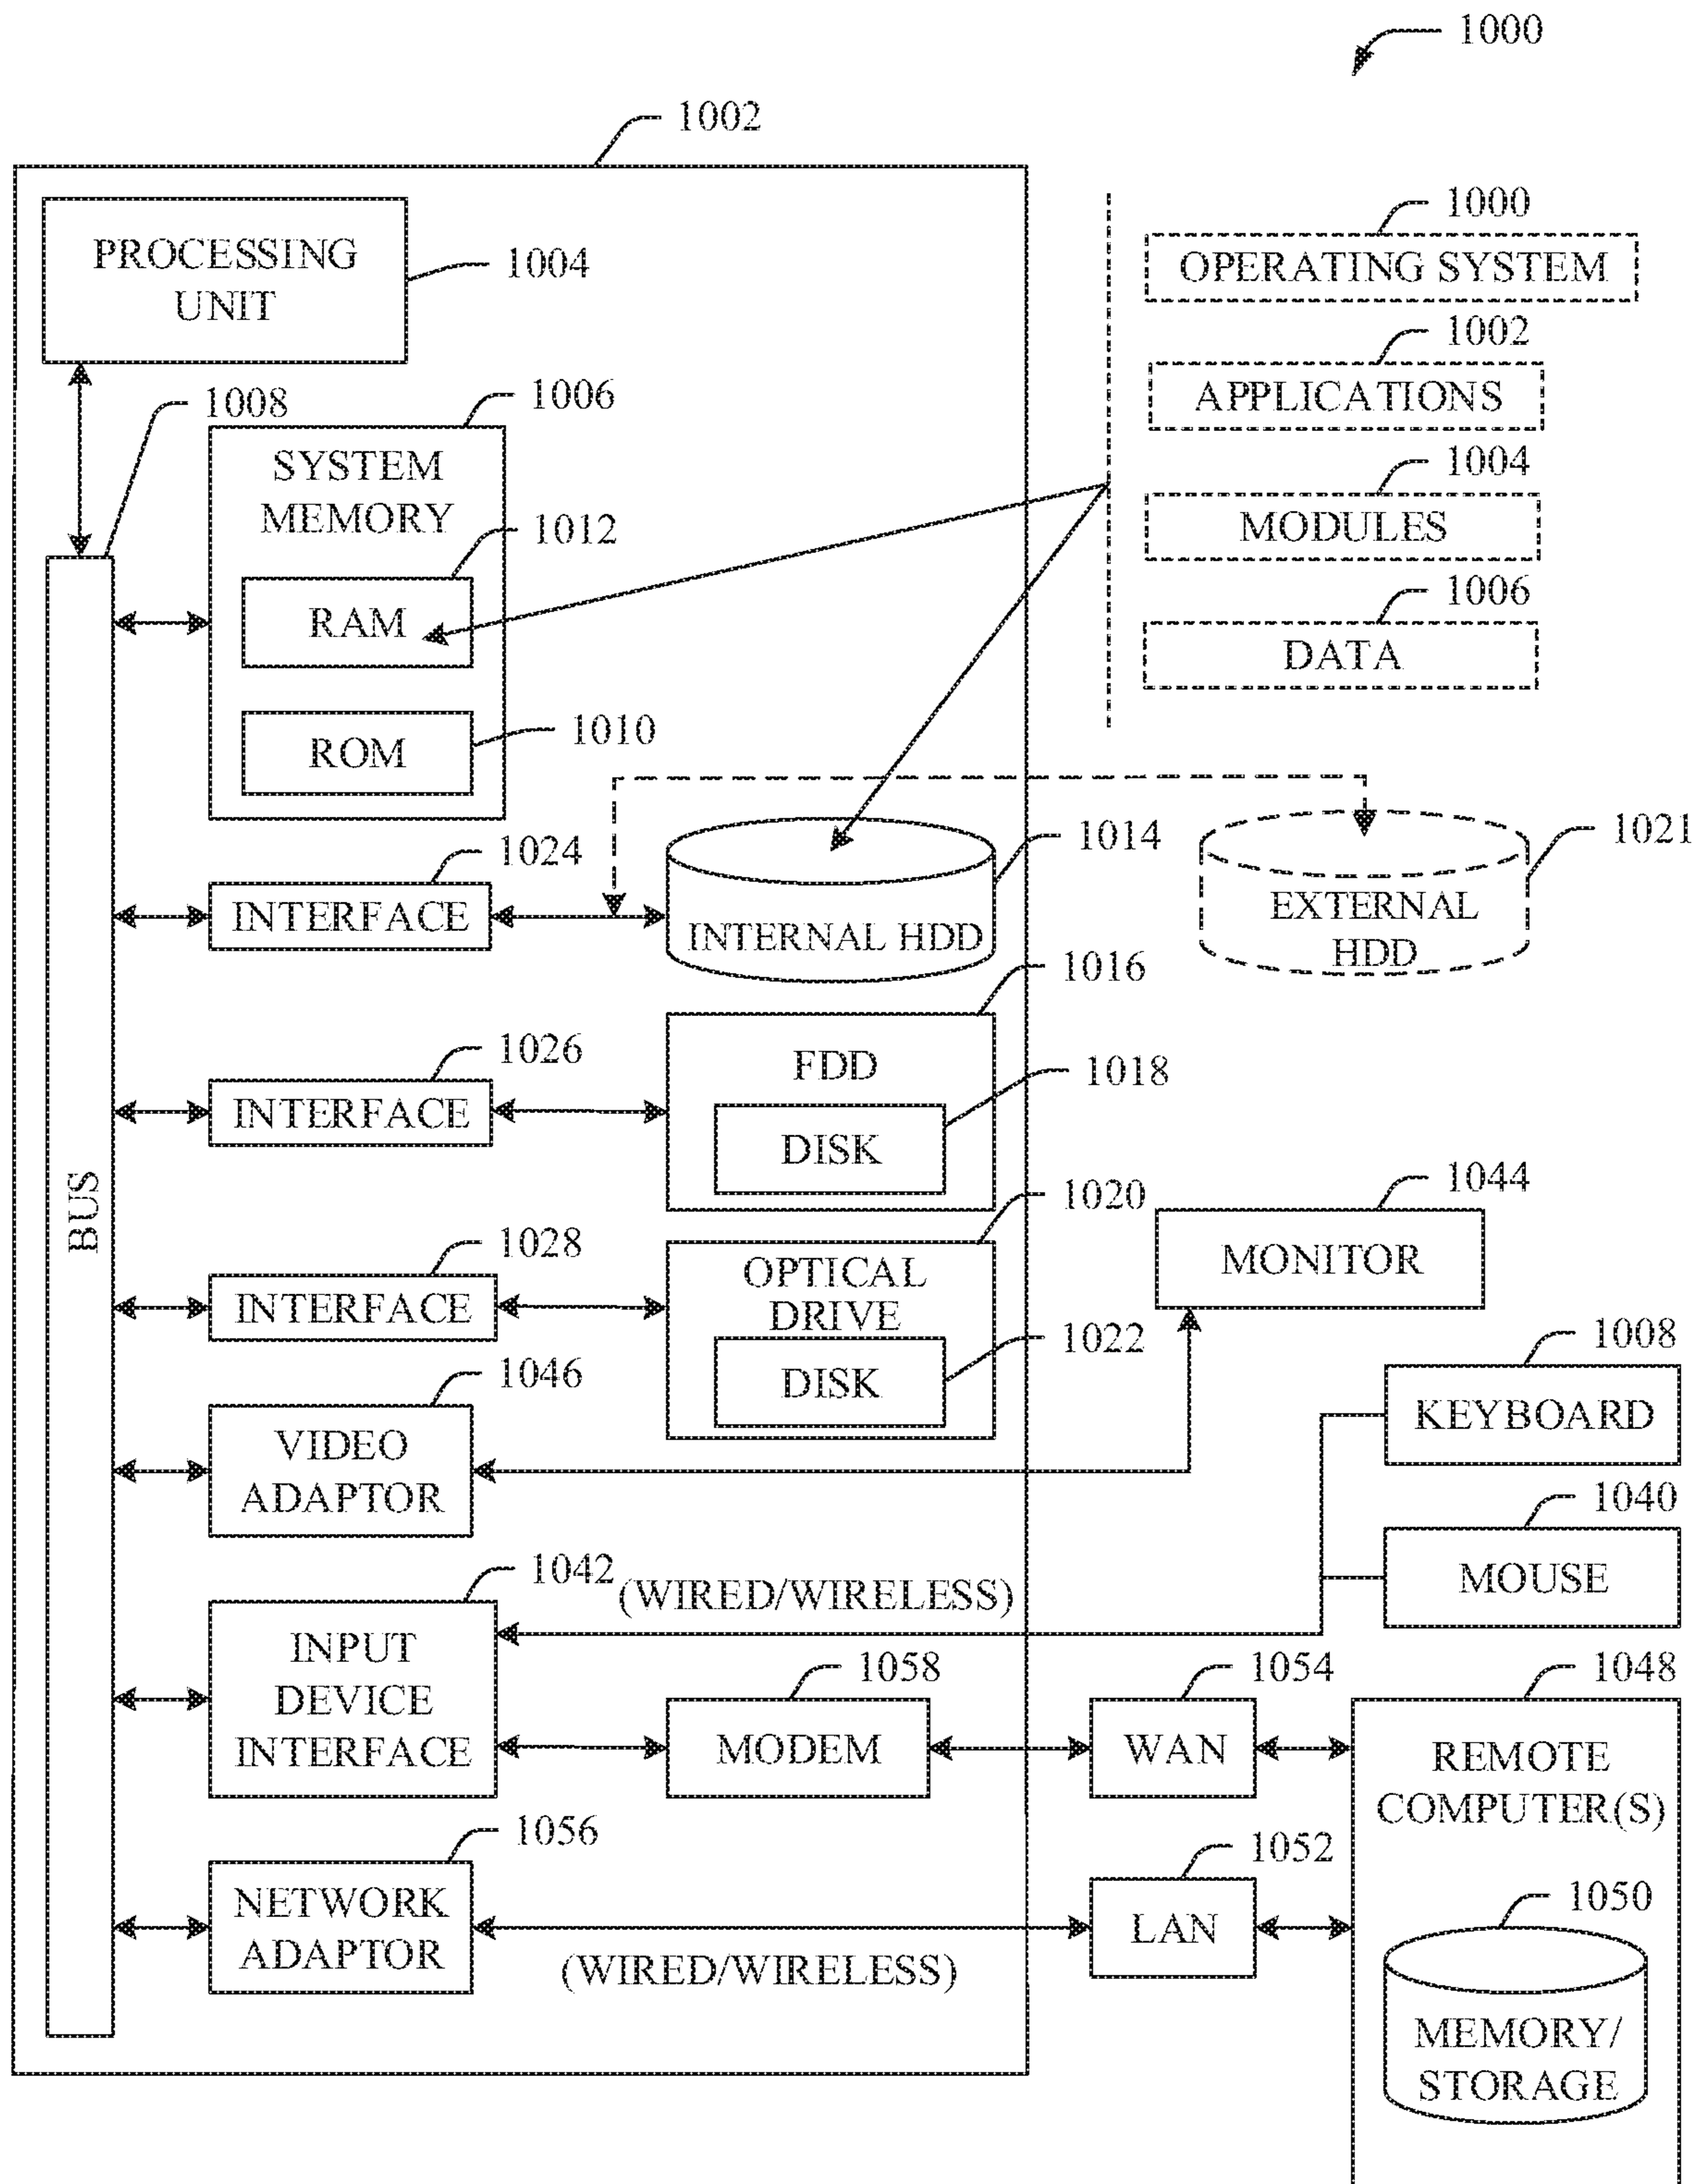 1000
1002
PROCESSING
UNIT
1004
1000
OPERATING SYSTEM
1002
APPLICATIONS
1004
MODULES
1006
DATA
1008
1006
SYSTEM
MEMORY
1012
RAM
1010
ROM
1024
INTERFACE
1014
INTERNAL HDD
1021
EXTERNAL
HDD
1026
INTERFACE
1016
FDD
1018
DISK
BUS
1028
INTERFACE
1020
OPTICAL
DRIVE
1022
DISK
1044
MONITOR
1046
VIDEO
ADAPTOR
1008
KEYBOARD
1040
MOUSE
1042
(WIRED/WIRELESS)
INPUT
DEVICE
INTERFACE
1058
MODEM
1054
WAN
1048
REMOTE
COMPUTER(S)
1056
NETWORK
ADAPTOR
(WIRED/WIRELESS)
1052
LAN
1050
MEMORY/
STORAGE